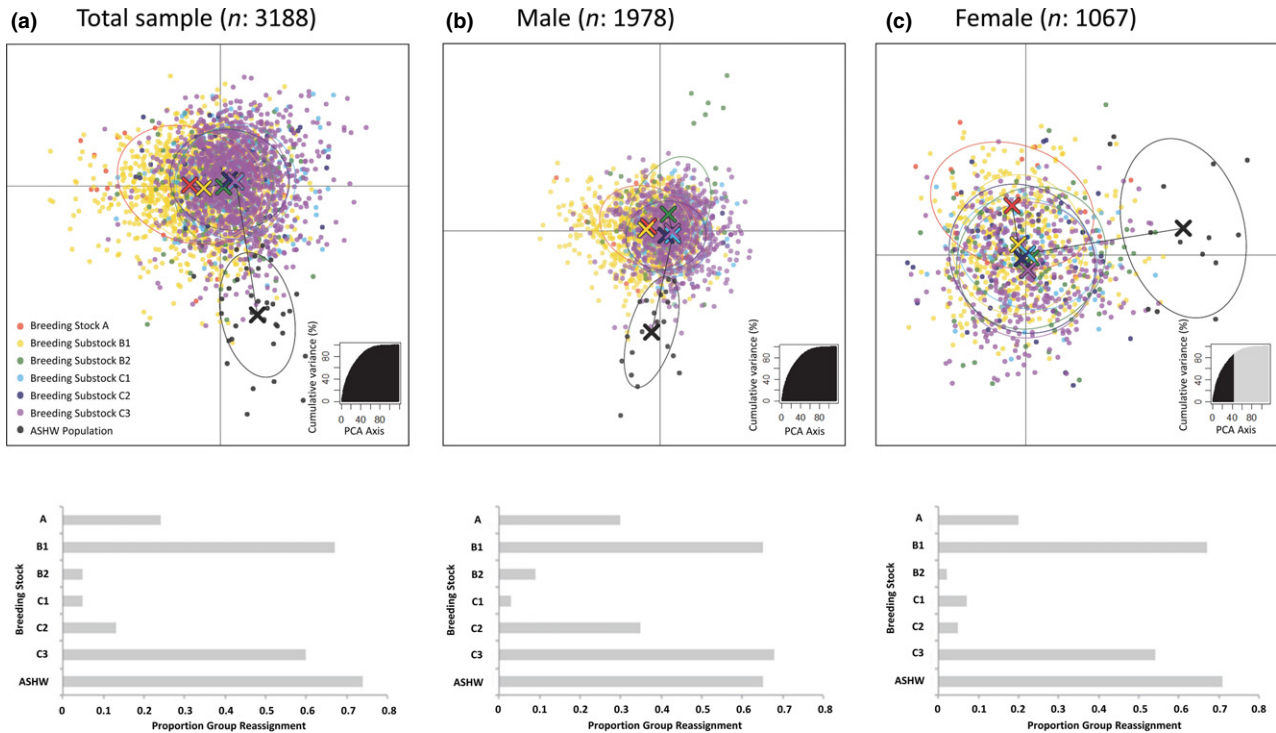 (a) Total sample (n: 3188)
(b) Male (n: 1978)
(c) Female (n: 1067)
Breeding Stock A
Breeding Substock B1
Breeding Substock B2
Breeding Substock C1
Breeding Substock C2
Breeding Substock C3
ASHW Population
Cumulative variance (%)
0 40 80
0 40 80
PCA Axis
Cumulative variance (%)
0 40 80
0 40 80
PCA Axis
Cumulative variance (%)
0 40 80
0 40 80
PCA Axis
Breeding Stock
A
B1
B2
C1
C2
C3
ASHW
0 0.1 0.2 0.3 0.4 0.5 0.6 0.7 0.8
Proportion Group Reassignment
Breeding Stock
A
B1
B2
C1
C2
C3
ASHW
0 0.1 0.2 0.3 0.4 0.5 0.6 0.7 0.8
Proportion Group Reassignment
Breeding Stock
A
B1
B2
C1
C2
C3
ASHW
0 0.1 0.2 0.3 0.4 0.5 0.6 0.7 0.8
Proportion Group Reassignment